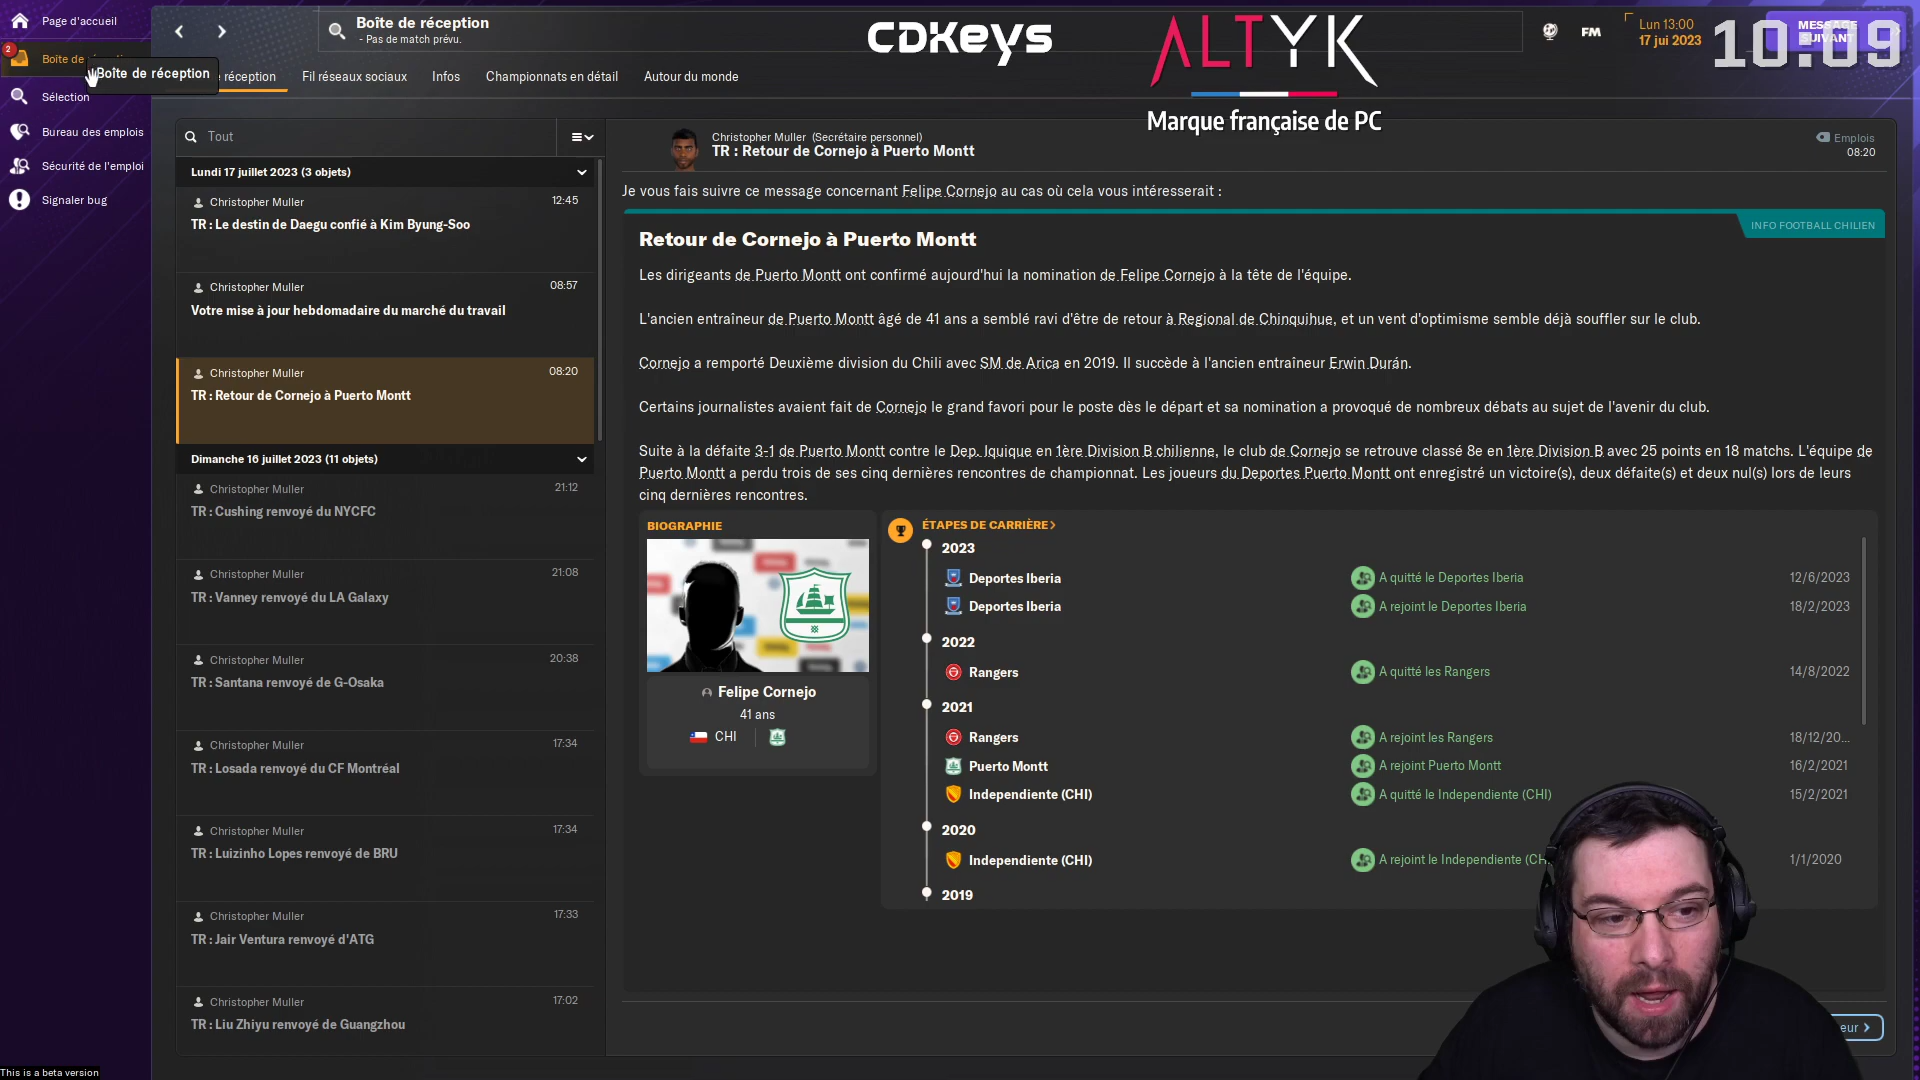 Page d'accueil
2
Boîte de
Boîte de réception
Sélection
Bureau des emplois
Sécurité de l'emploi
Signaler bug
This is a beta version
Boîte de réception
- Pas de match prévu.
CDKeys
ALTYK
Marque française de PC
FM
Lun 13:00
17 jui 2023
MESSAGE
SUIVANT
10:09
réception
Fil réseaux sociaux
Infos
Championnats en détail
Autour du monde
Tout
Lundi 17 juillet 2023 (3 objets)
Christopher Muller 12:45
TR : Le destin de Daegu confié à Kim Byung-Soo
Christopher Muller 08:57
Votre mise à jour hebdomadaire du marché du travail
Christopher Muller 08:20
TR : Retour de Cornejo à Puerto Montt
Dimanche 16 juillet 2023 (11 objets)
Christopher Muller 21:12
TR : Cushing renvoyé du NYCFC
Christopher Muller 21:08
TR : Vanney renvoyé du LA Galaxy
Christopher Muller 20:38
TR : Santana renvoyé de G-Osaka
Christopher Muller 17:34
TR : Losada renvoyé du CF Montréal
Christopher Muller 17:34
TR : Luizinho Lopes renvoyé de BRU
Christopher Muller 17:33
TR : Jair Ventura renvoyé d'ATG
Christopher Muller 17:02
TR : Liu Zhiyu renvoyé de Guangzhou
Christopher Muller (Secrétaire personnel)
TR : Retour de Cornejo à Puerto Montt
Emplois
08:20
Je vous fais suivre ce message concernant Felipe Cornejo au cas où cela vous intéresserait :
INFO FOOTBALL CHILIEN
Retour de Cornejo à Puerto Montt
Les dirigeants de Puerto Montt ont confirmé aujourd'hui la nomination de Felipe Cornejo à la tête de l'équipe.
L'ancien entraîneur de Puerto Montt âgé de 41 ans a semblé ravi d'être de retour à Regional de Chinquihue, et un vent d'optimisme semble déjà souffler sur le club.
Cornejo a remporté Deuxième division du Chili avec SM de Arica en 2019. Il succède à l'ancien entraîneur Erwin Durán.
Certains journalistes avaient fait de Cornejo le grand favori pour le poste dès le départ et sa nomination a provoqué de nombreux débats au sujet de l'avenir du club.
Suite à la défaite 3-1 de Puerto Montt contre le Dep. Iquique en 1ère Division B chilienne, le club de Cornejo se retrouve classé 8e en 1ère Division B avec 25 points en 18 matchs. L'équipe de
Puerto Montt a perdu trois de ses cinq dernières rencontres de championnat. Les joueurs du Deportes Puerto Montt ont enregistré un victoire(s), deux défaite(s) et deux nul(s) lors de leurs
cinq dernières rencontres.
BIOGRAPHIE
Felipe Cornejo
41 ans
CHI
ÉTAPES DE CARRIÈRE
2023
Deportes Iberia A quitté le Deportes Iberia 12/6/2023
Deportes Iberia A rejoint le Deportes Iberia 18/2/2023
2022
Rangers A quitté les Rangers 14/8/2022
2021
Rangers A rejoint les Rangers 18/12/20...
Puerto Montt A rejoint Puerto Montt 16/2/2021
Independiente (CHI) A quitté le Independiente (CHI) 15/2/2021
2020
Independiente (CHI) A rejoint le Independiente (CH 1/1/2020
2019
eur